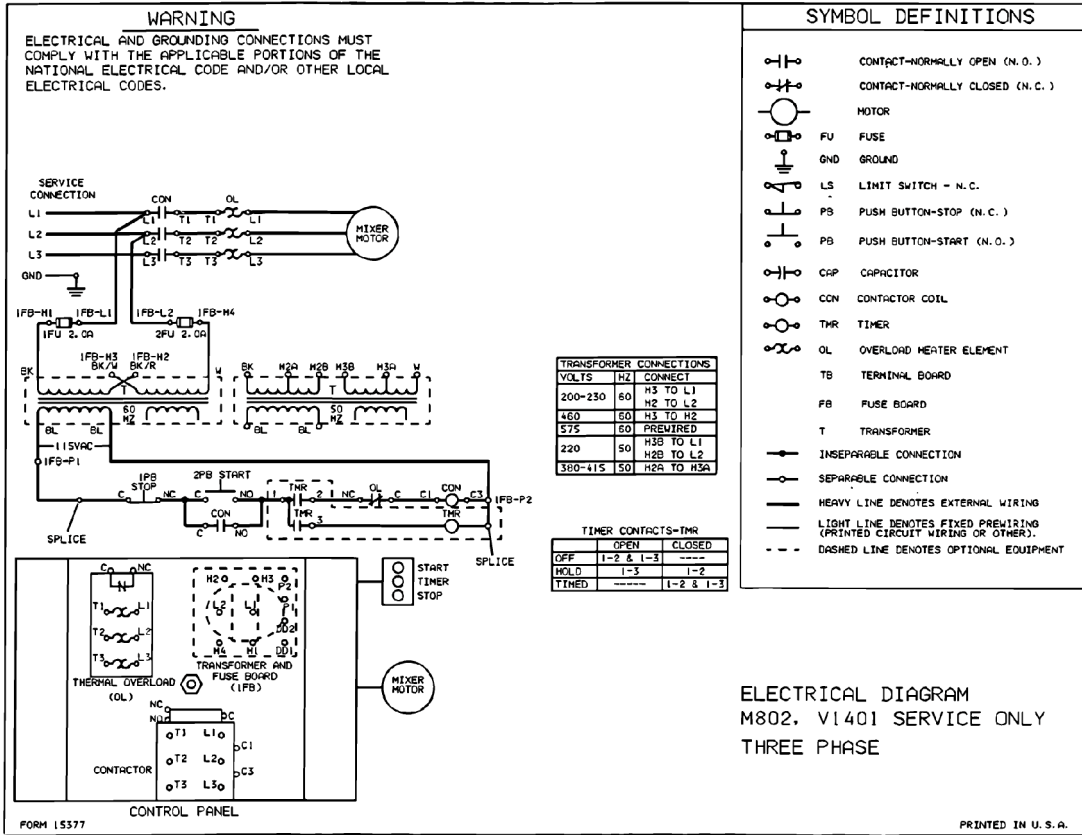 WARNING
ELECTRICAL AND GROUNDING CONNECTIONS MUST
COMPLY WITH THE APPLICABLE PORTIONS OF THE
NATIONAL ELECTRICAL CODE AND/OR OTHER LOCAL
ELECTRICAL CODES.
SERVICE
CONNECTION
CON
OL
L1
L1
T1
T1
L1
L2
L2
T2
T2
L2
L3
L3
T3
T3
L3
MIXER
MOTOR
GND
1FB-H1
1FB-L1
1FB-L2
1FB-H4
1FU 2.0A
2FU 2.0A
1FB-H3
BK/W
1FB-H2
BK/R
BK
W
T
60
HZ
BL
BL
BK
H2A
H2B
H3B
H3A
W
T
50
HZ
BL
BL
115VAC
1FB-P1
1PB
STOP
C
NC
2PB START
C
NO
CON
C
NO
TMR
1
2
TMR
3
NC
OL
C
C1
CON
C3
1FB-P2
TMR
SPLICE
SPLICE
TRANSFORMER CONNECTIONS
VOLTS HZ CONNECT
200-230 60 H3 TO L1
H2 TO L2
460 60 H3 TO H2
575 60 PREWIRED
220 50 H3B TO L1
H2B TO L2
380-415 50 H2A TO H3A
TIMER CONTACTS-TMR
OPEN CLOSED
OFF 1-2 & 1-3 ----
HOLD 1-3 1-2
TIMED ----- 1-2 & 1-3
C
NC
N
T1
L1
T2
L2
T3
L3
THERMAL OVERLOAD
(OL)
H2
H3
P2
L2
L1
P1
DD2
H4
H1
DD1
TRANSFORMER AND
FUSE BOARD
(1FB)
START
TIMER
STOP
MIXER
MOTOR
NC
NO
C
T1 L1
C1
T2 L2
CONTACTOR
C3
T3 L3
CONTROL PANEL
FORM 15377
SYMBOL DEFINITIONS
CONTACT-NORMALLY OPEN (N.O.)
CONTACT-NORMALLY CLOSED (N.C.)
MOTOR
FU FUSE
GND GROUND
LS LIMIT SWITCH - N.C.
PB PUSH BUTTON-STOP (N.C.)
PB PUSH BUTTON-START (N.O.)
CAP CAPACITOR
CON CONTACTOR COIL
TMR TIMER
OL OVERLOAD HEATER ELEMENT
TB TERMINAL BOARD
FB FUSE BOARD
T TRANSFORMER
INSEPARABLE CONNECTION
SEPARABLE CONNECTION
HEAVY LINE DENOTES EXTERNAL WIRING
LIGHT LINE DENOTES FIXED PREWIRING
(PRINTED CIRCUIT WIRING OR OTHER).
DASHED LINE DENOTES OPTIONAL EQUIPMENT
ELECTRICAL DIAGRAM
M802, V1401 SERVICE ONLY
THREE PHASE
PRINTED IN U.S.A.